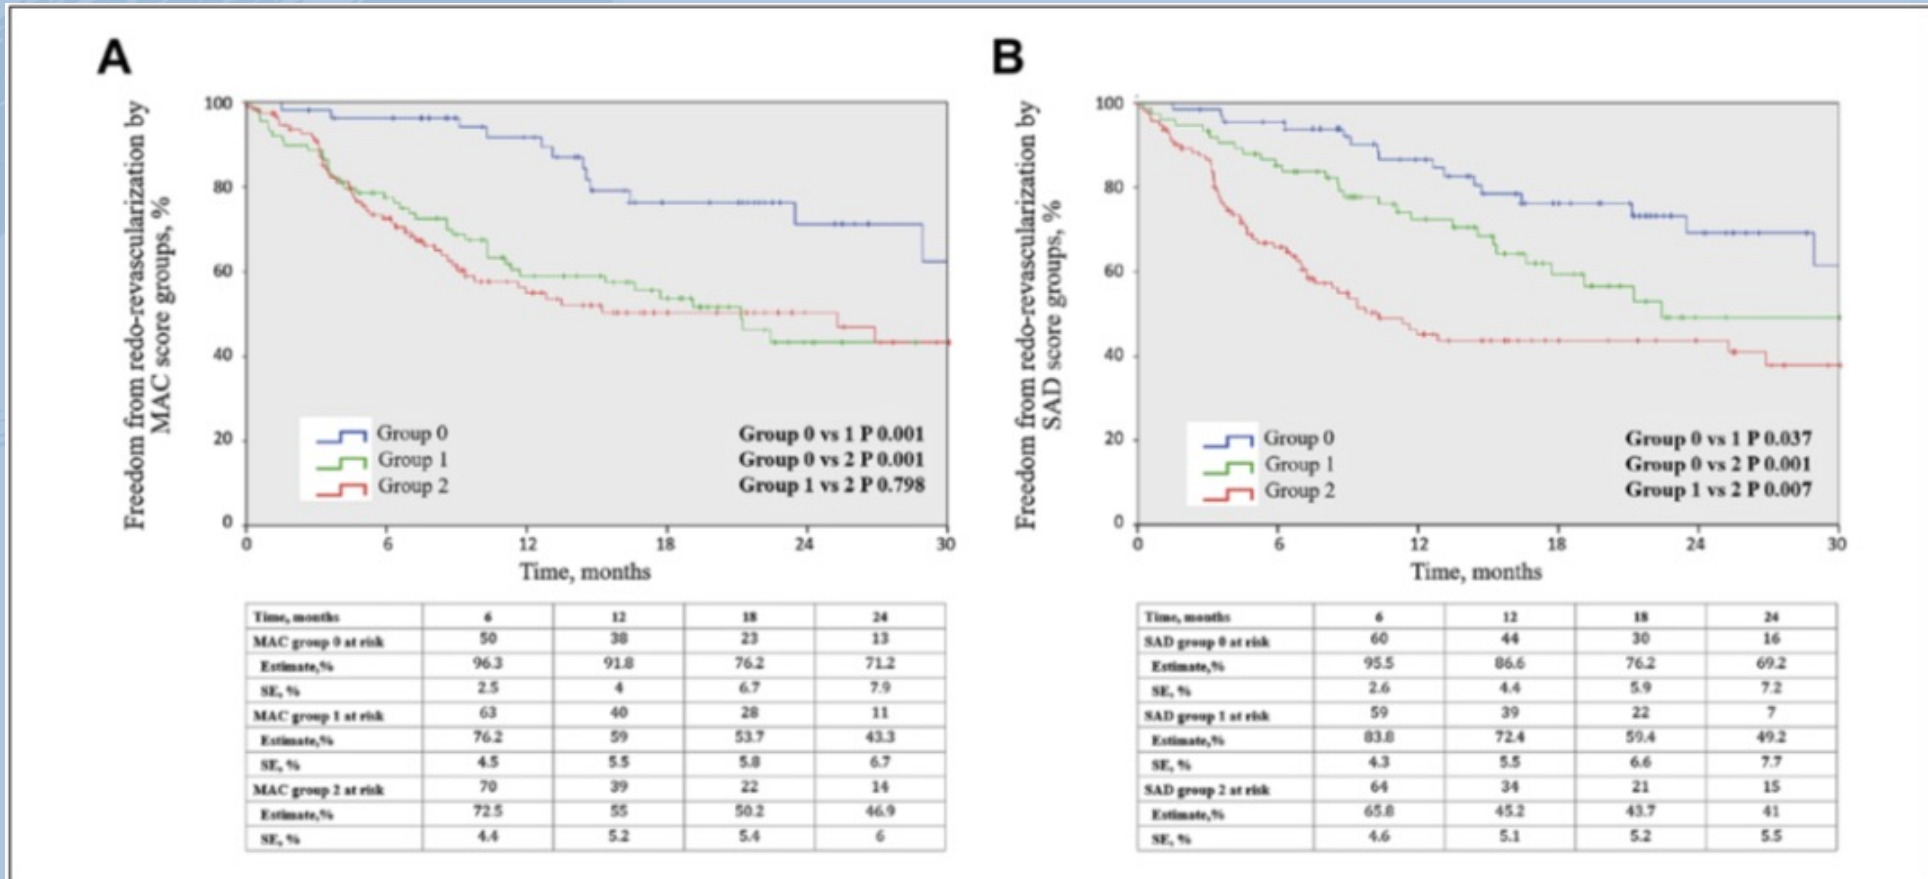 A
Freedom from redo-revascularization by
MAC score groups, %
100
80
60
40
20
0
Group 0
Group 1
Group 2
Group 0 vs 1 P 0.001
Group 0 vs 2 P 0.001
Group 1 vs 2 P 0.798
0 6 12 18 24 30
Time, months
Time, months 6 12 18 24
MAC group 0 at risk 50 38 23 13
Estimate,% 96.3 91.8 76.2 71.2
SE, % 2.5 4 6.7 7.9
MAC group 1 at risk 63 40 28 11
Estimate,% 76.2 59 53.7 43.3
SE, % 4.5 5.5 5.8 6.7
MAC group 2 at risk 70 39 22 14
Estimate,% 72.5 55 50.2 46.9
SE, % 4.4 5.2 5.4 6
B
Freedom from redo-revascularization by
SAD score groups, %
100
80
60
40
20
0
Group 0
Group 1
Group 2
Group 0 vs 1 P 0.037
Group 0 vs 2 P 0.001
Group 1 vs 2 P 0.007
0 6 12 18 24 30
Time, months
Time, months 6 12 18 24
SAD group 0 at risk 60 44 30 16
Estimate,% 95.5 86.6 76.2 69.2
SE, % 2.6 4.4 5.9 7.2
SAD group 1 at risk 59 39 22 7
Estimate,% 83.8 72.4 59.4 49.2
SE, % 4.3 5.5 6.6 7.7
SAD group 2 at risk 64 34 21 15
Estimate,% 65.8 45.2 43.7 41
SE, % 4.6 5.1 5.2 5.5